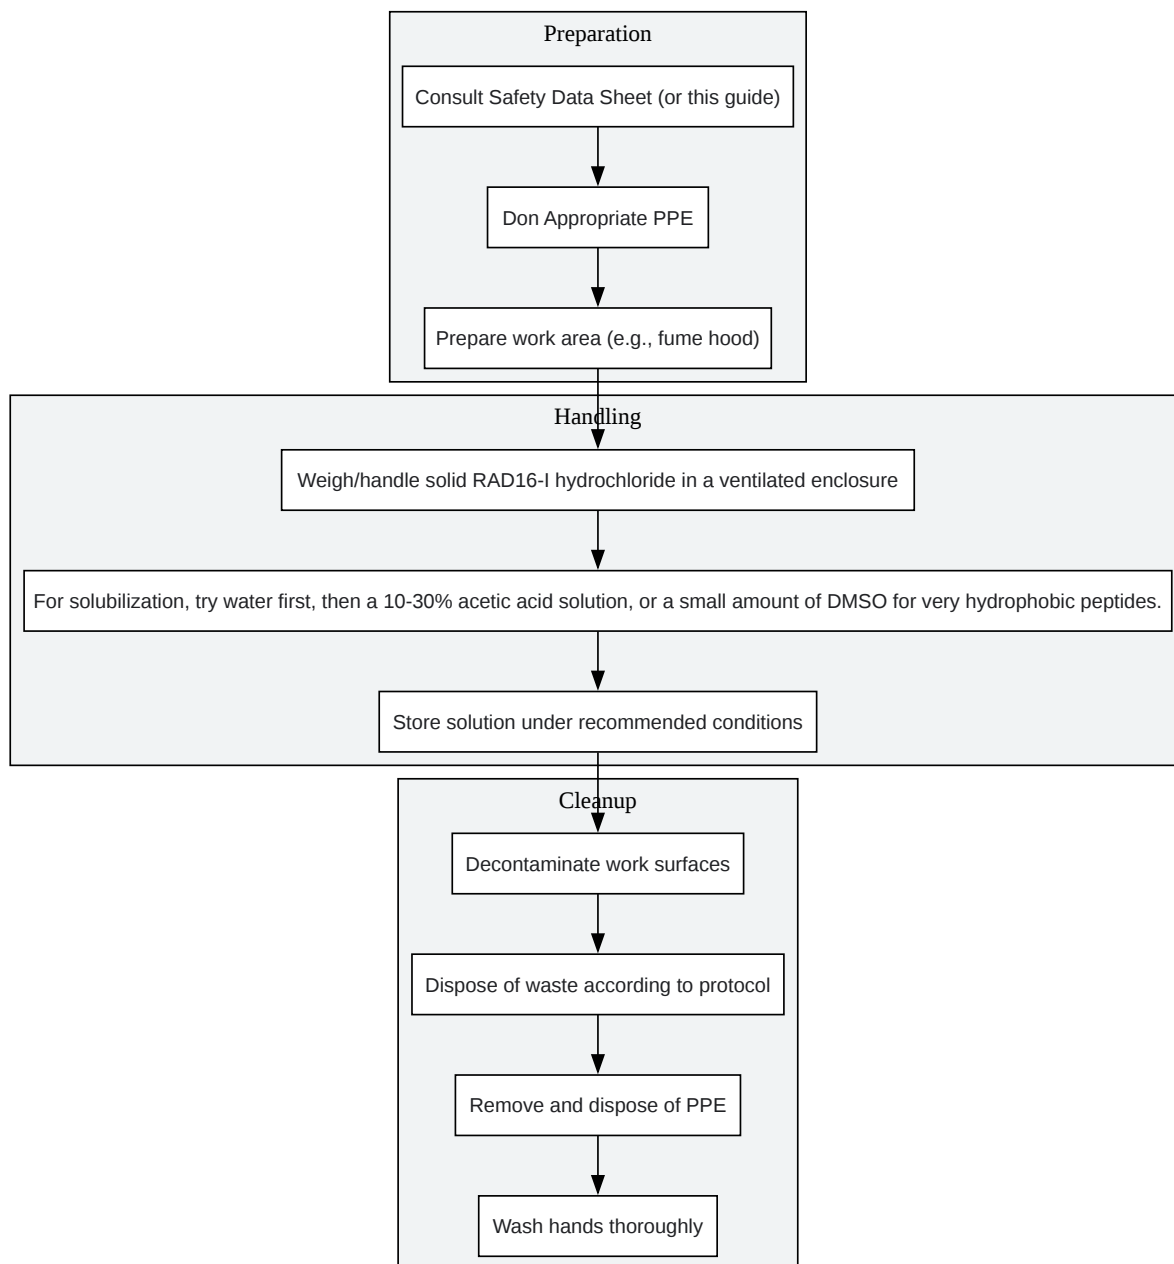 Preparation
Consult Safety Data Sheet (or this guide)
Don Appropriate PPE
Prepare work area (e.g., fume hood)
Handling
Weigh/handle solid RAD16-I hydrochloride in a ventilated enclosure
For solubilization, try water first, then a 10-30% acetic acid solution, or a small amount of DMSO for very hydrophobic peptides.
Store solution under recommended conditions
Cleanup
Decontaminate work surfaces
Dispose of waste according to protocol
Remove and dispose of PPE
Wash hands thoroughly